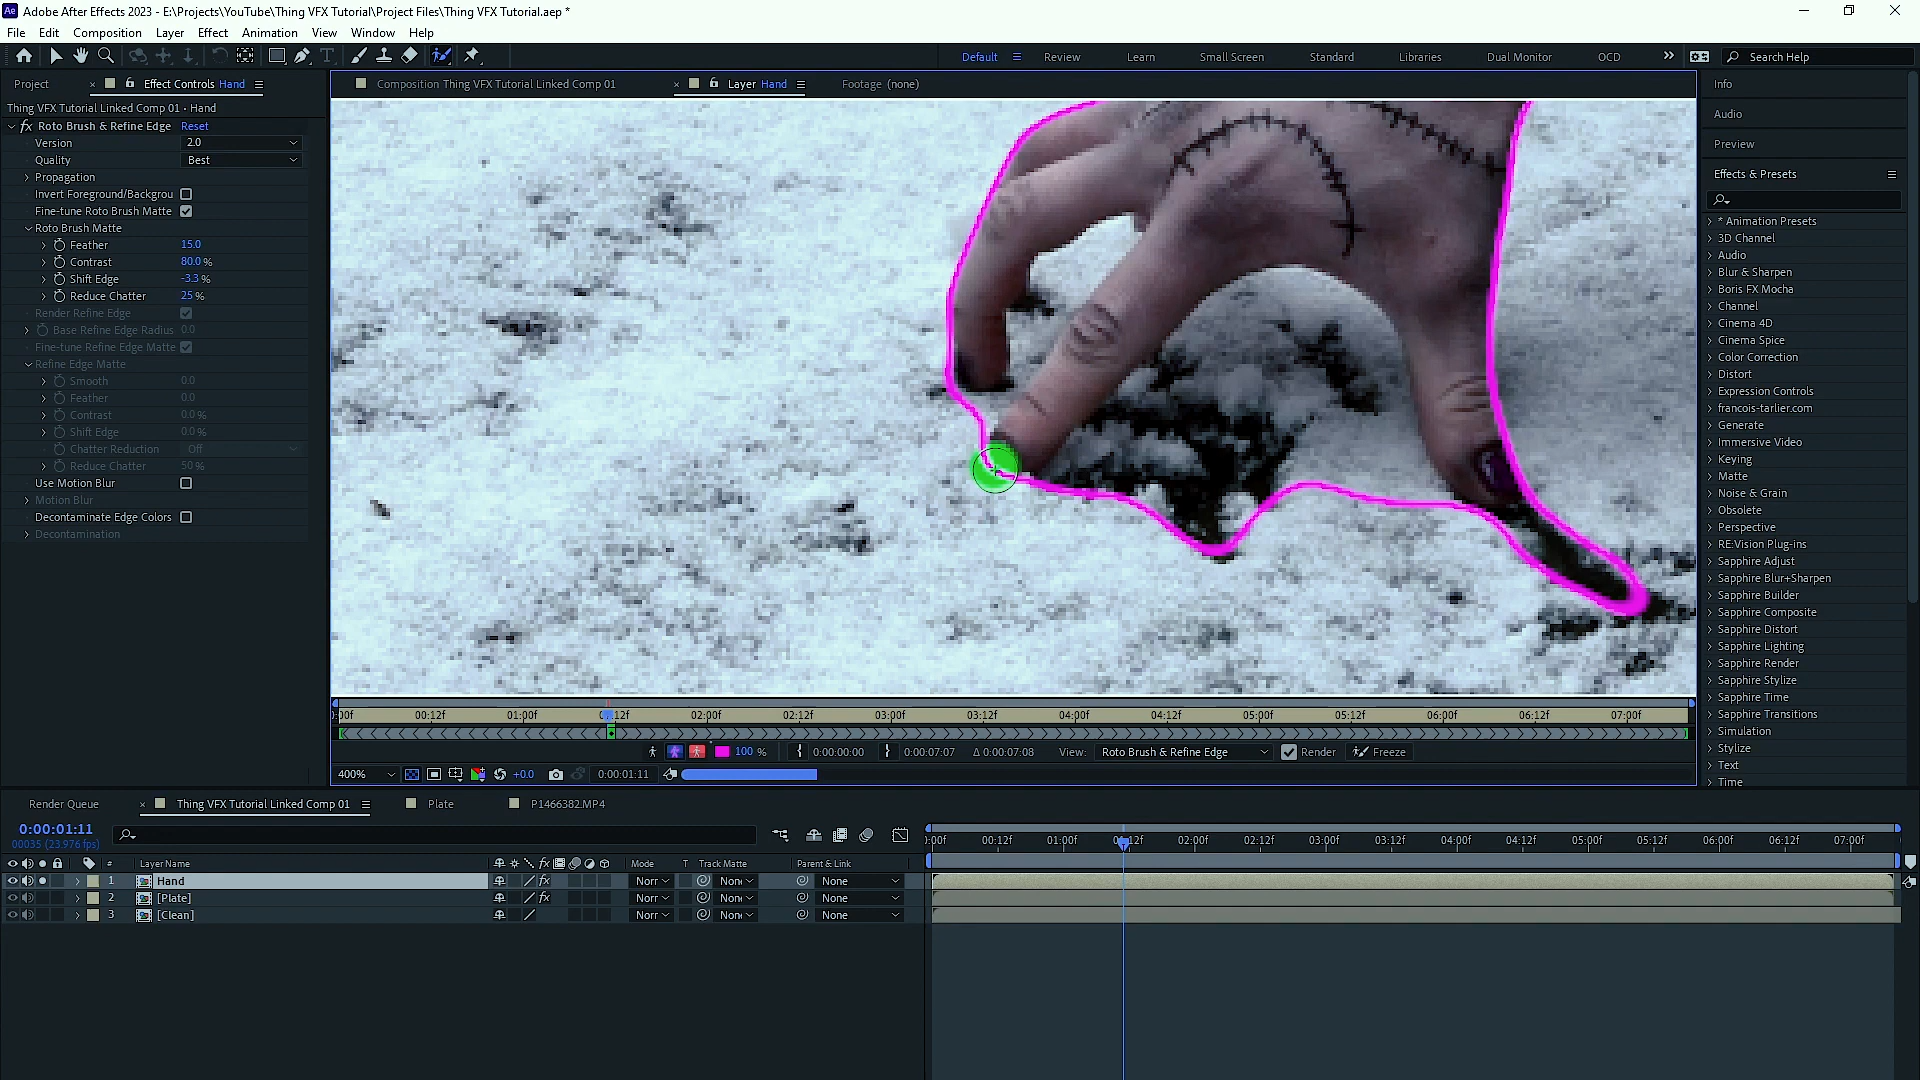 Adobe After Effects 2023 - E:\Projects\YouTube\Thing VFX Tutorial\Project Files\Thing VFX Tutorial.aep *
File Edit Composition Layer Effect Animation View Window Help
Default Review Learn Small Screen Standard Libraries Dual Monitor OCD Search Help
Project Effect Controls Hand
Composition Thing VFX Tutorial Linked Comp 01 Layer Hand Footage (none)
Thing VFX Tutorial Linked Comp 01 • Hand
fx Roto Brush & Refine Edge Reset
Version 2.0
Quality Best
Propagation
Invert Foreground/Backgrou
Fine-tune Roto Brush Matte
Roto Brush Matte
Feather 15.0
Contrast 80.0 %
Shift Edge -3.3 %
Reduce Chatter 25 %
Render Refine Edge
Base Refine Edge Radius 0.0
Fine-tune Refine Edge Matte
Refine Edge Matte
Smooth 0.0
Feather 0.0
Contrast 0.0 %
Shift Edge 0.0 %
Chatter Reduction Off
Reduce Chatter 50 %
Use Motion Blur
Motion Blur
Decontaminate Edge Colors
Decontamination
Info
Audio
Preview
Effects & Presets
* Animation Presets
3D Channel
Audio
Blur & Sharpen
Boris FX Mocha
Channel
Cinema 4D
Cinema Spice
Color Correction
Distort
Expression Controls
francois-tarlier.com
Generate
Immersive Video
Keying
Matte
Noise & Grain
Obsolete
Perspective
RE:Vision Plug-ins
Sapphire Adjust
Sapphire Blur+Sharpen
Sapphire Builder
Sapphire Composite
Sapphire Distort
Sapphire Lighting
Sapphire Render
Sapphire Stylize
Sapphire Time
Sapphire Transitions
Simulation
Stylize
Text
Time
00f 00:12f 01:00f 12f 02:00f 02:12f 03:00f 03:12f 04:00f 04:12f 05:00f 05:12f 06:00f 06:12f 07:00f
100 % 0:00:00:00 0:00:07:07 Δ 0:00:07:08 View: Roto Brush & Refine Edge Render Freeze
400% +0.0 0:00:01:11
Render Queue Thing VFX Tutorial Linked Comp 01 Plate P1466382.MP4
0:00:01:11
00035 (23.976 fps)
:00f 00:12f 01:00f 12f 02:00f 02:12f 03:00f 03:12f 04:00f 04:12f 05:00f 05:12f 06:00f 06:12f 07:00f
# Layer Name fx Mode T Track Matte Parent & Link
1 Hand fx Norr None None
2 [Plate] fx Norr None None
3 [Clean] Norr None None